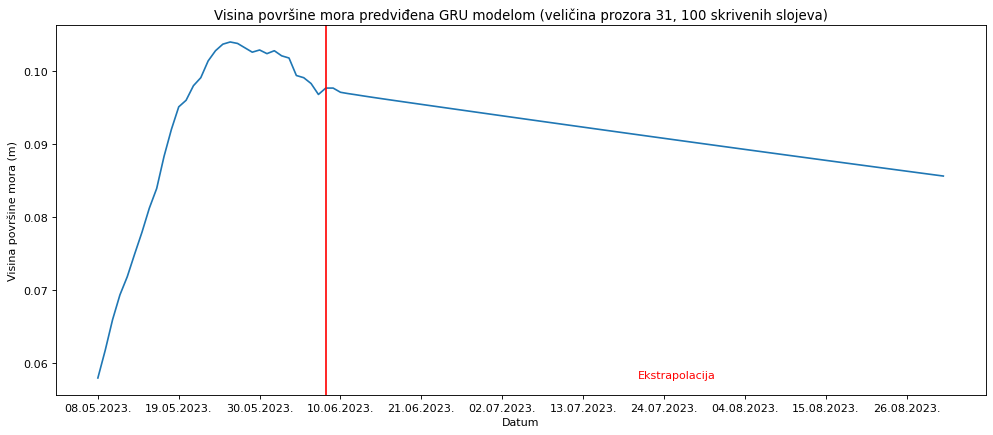 Visina površine mora predviđena GRU modelom (veličina prozora 31, 100 skrivenih slojeva)
Visina površine mora (m)
0.10
0.09
0.08
0.07
0.06
Ekstrapolacija
08.05.2023. 19.05.2023. 30.05.2023. 10.06.2023. 21.06.2023. 02.07.2023. 13.07.2023. 24.07.2023. 04.08.2023. 15.08.2023. 26.08.2023.
Datum